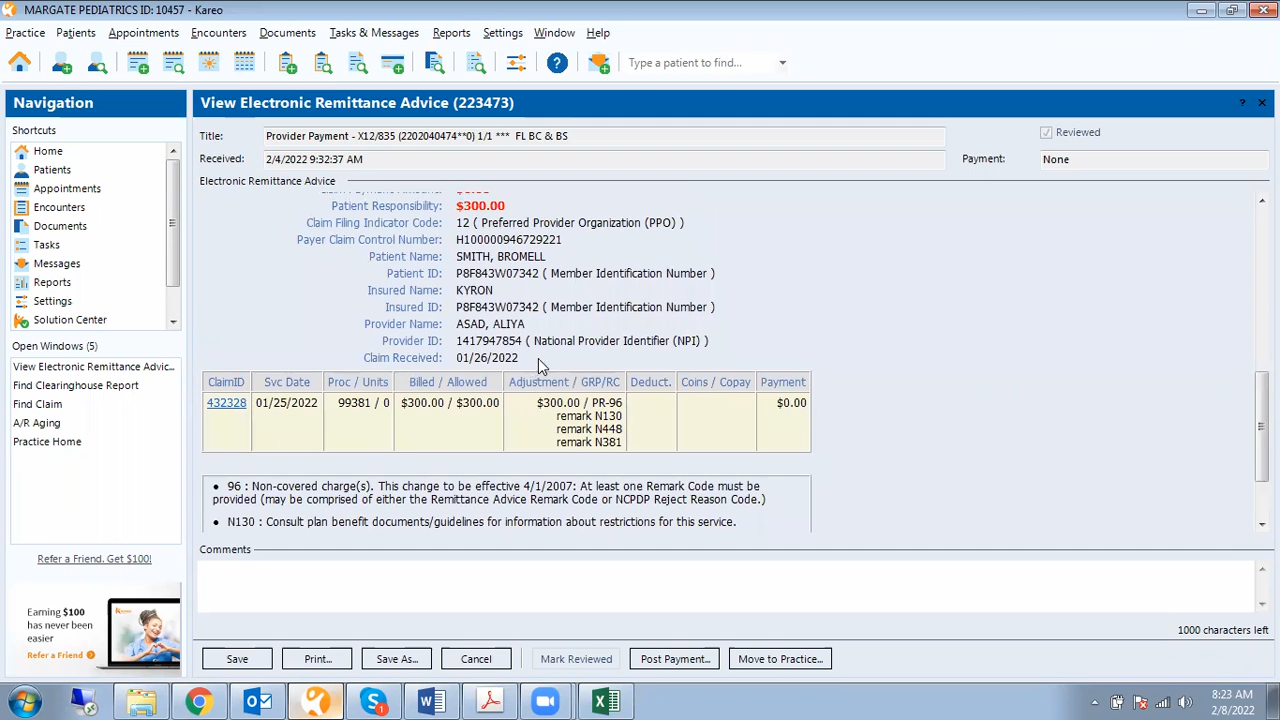 MARGATE PEDIATRICS ID: 10457 - Kareo
Practice Patients Appointments Encounters Documents Tasks & Messages Reports Settings Window Help
Type a patient to find...
Navigation
Shortcuts
Home
Patients
Appointments
Encounters
Documents
Tasks
Messages
Reports
Settings
Solution Center
Open Windows (5)
View Electronic Remittance Advic...
Find Clearinghouse Report
Find Claim
A/R Aging
Practice Home
Refer a Friend. Get $100!
Earning $100
has never been
easier
Refer a Friend
View Electronic Remittance Advice (223473)
? ×
Title: Provider Payment - X12/835 (2202040474**0) 1/1 *** FL BC & BS
Reviewed
Received: 2/4/2022 9:32:37 AM
Payment: None
Electronic Remittance Advice
Patient Responsibility: $300.00
Claim Filing Indicator Code: 12 ( Preferred Provider Organization (PPO) )
Payer Claim Control Number: H100000946729221
Patient Name: SMITH, BROMELL
Patient ID: P8F843W07342 ( Member Identification Number )
Insured Name: KYRON
Insured ID: P8F843W07342 ( Member Identification Number )
Provider Name: ASAD, ALIYA
Provider ID: 1417947854 ( National Provider Identifier (NPI) )
Claim Received: 01/26/2022
ClaimID Svc Date Proc / Units Billed / Allowed Adjustment / GRP/RC Deduct. Coins / Copay Payment
432328 01/25/2022 99381 / 0 $300.00 / $300.00 $300.00 / PR-96 $0.00
remark N130
remark N448
remark N381
• 96 : Non-covered charge(s). This change to be effective 4/1/2007: At least one Remark Code must be
provided (may be comprised of either the Remittance Advice Remark Code or NCPDP Reject Reason Code.)
• N130 : Consult plan benefit documents/guidelines for information about restrictions for this service.
Comments
1000 characters left
Save Print... Save As... Cancel Mark Reviewed Post Payment... Move to Practice...
8:23 AM
2/8/2022